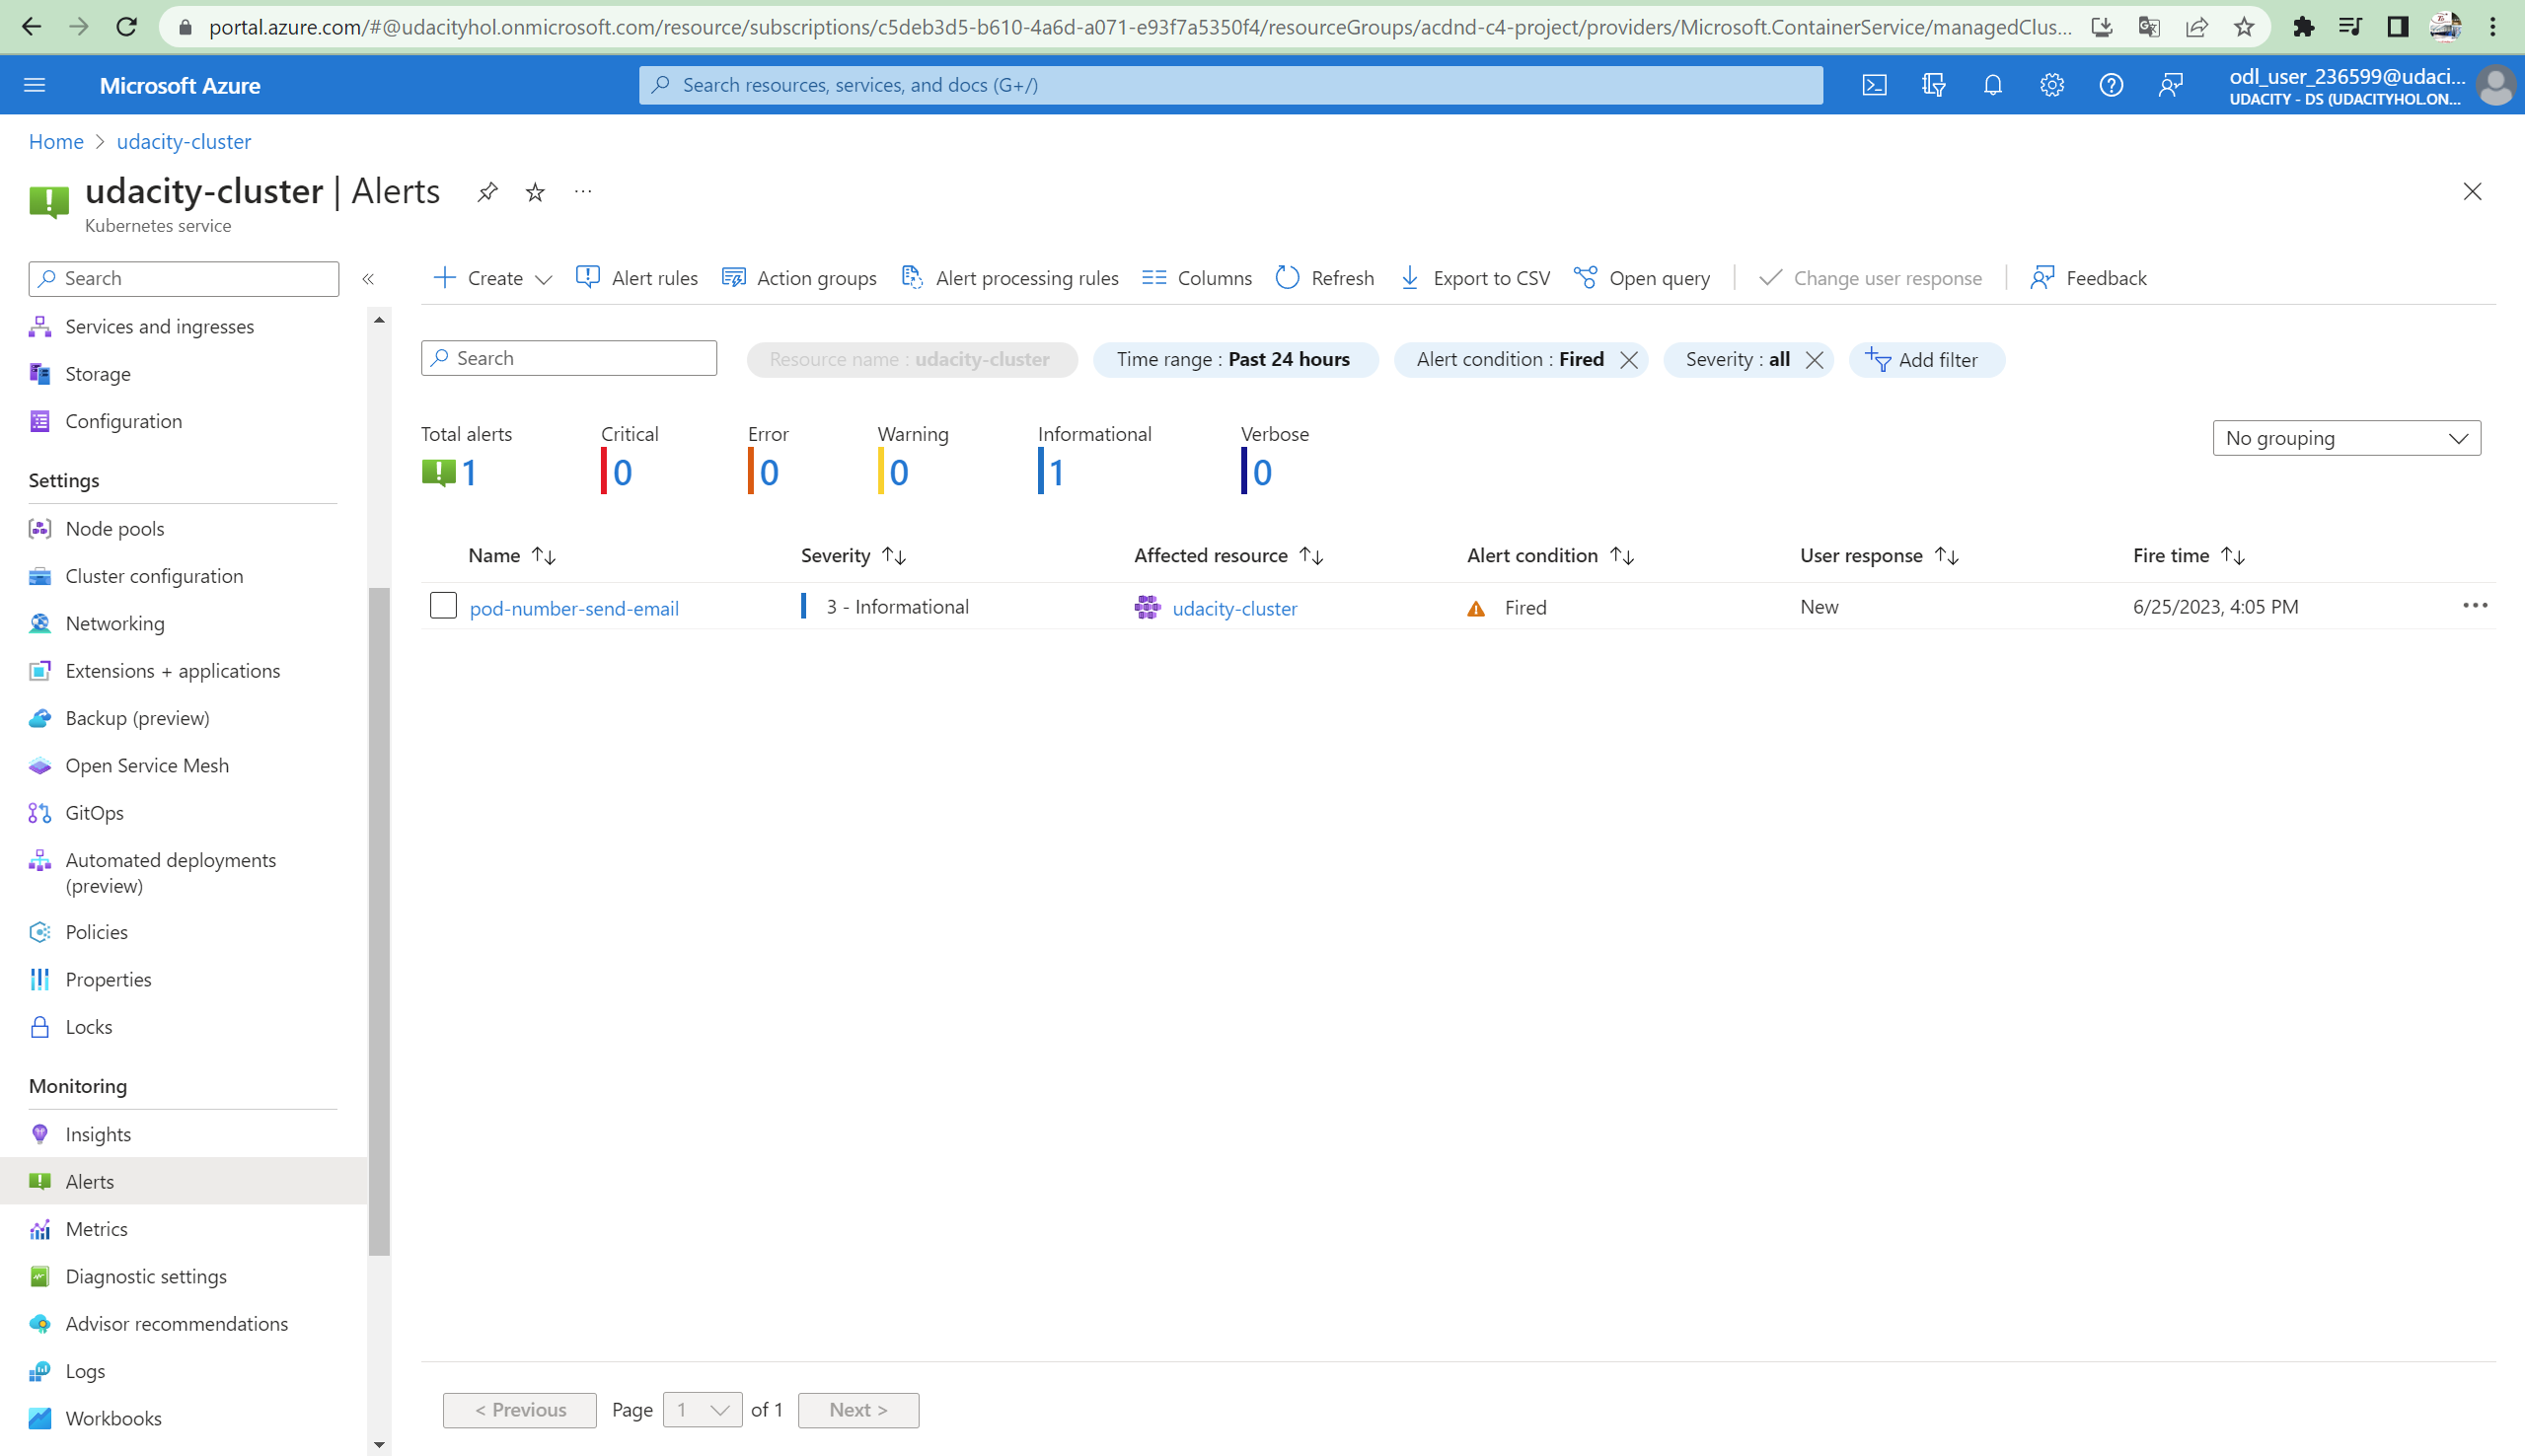 portal.azure.com/#@udacityhol.onmicrosoft.com/resource/subscriptions/c5deb3d5-b610-4a6d-a071-e93f7a5350f4/resourceGroups/acdnd-c4-project/providers/Microsoft.ContainerService/managedClus...
Microsoft Azure
Search resources, services, and docs (G+/)
odl_user_236599@udaci...
UDACITY - DS (UDACITYHOL.ON...
Home > udacity-cluster
udacity-cluster | Alerts
Kubernetes service
Search
Services and ingresses
Storage
Configuration
Settings
Node pools
Cluster configuration
Networking
Extensions + applications
Backup (preview)
Open Service Mesh
GitOps
Automated deployments
(preview)
Policies
Properties
Locks
Monitoring
Insights
Alerts
Metrics
Diagnostic settings
Advisor recommendations
Logs
Workbooks
Create Alert rules Action groups Alert processing rules Columns Refresh Export to CSV Open query Change user response Feedback
Search Resource name : udacity-cluster Time range : Past 24 hours Alert condition : Fired Severity : all Add filter
Total alerts Critical Error Warning Informational Verbose
1 0 0 0 1 0
No grouping
Name Severity Affected resource Alert condition User response Fire time
pod-number-send-email 3 - Informational udacity-cluster Fired New 6/25/2023, 4:05 PM
< Previous Page 1 of 1 Next >